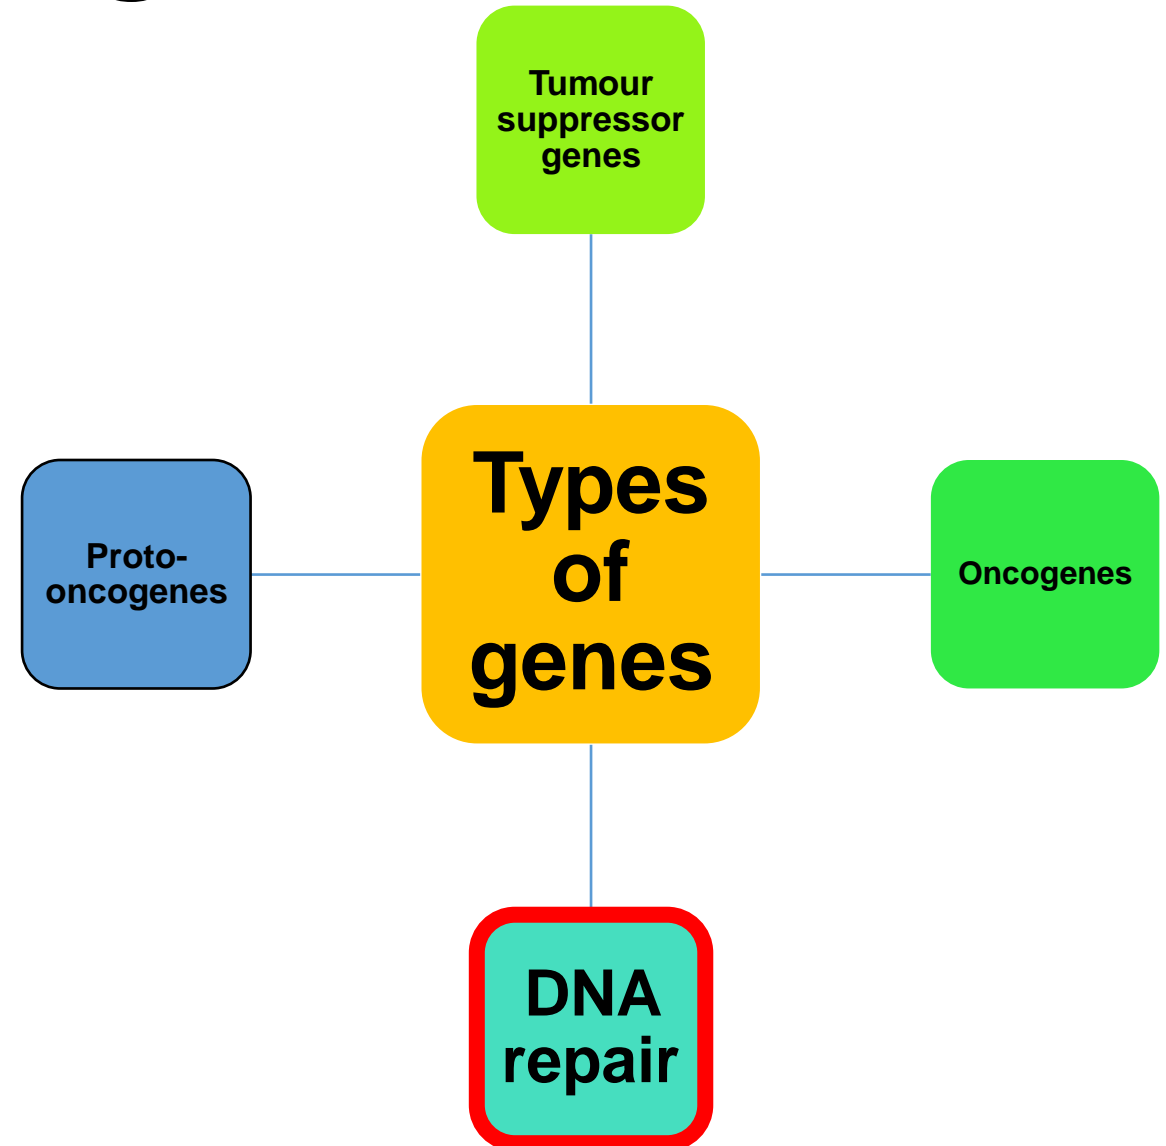 Tumour
suppressor
genes
Proto-
oncogenes
Types
of
genes
Oncogenes
DNA
repair